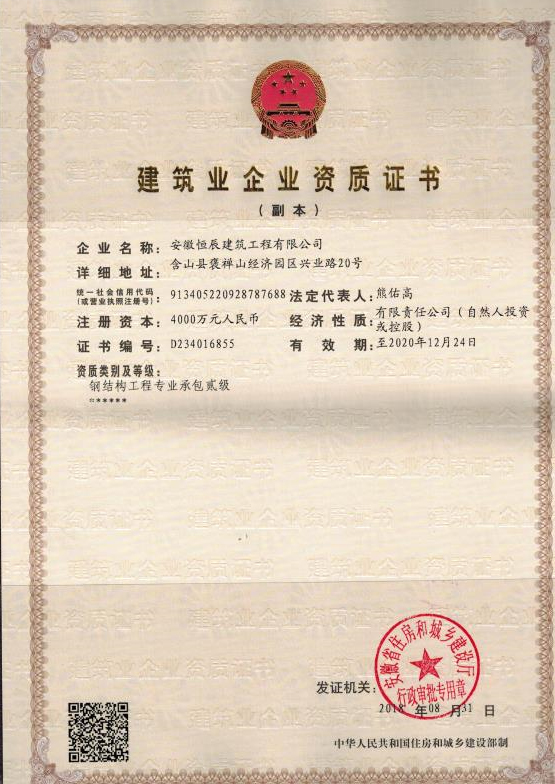 建筑业企业资质证书
（副本）
企业名称：安徽恒辰建筑工程有限公司
详细地址：含山县褒禅山经济园区兴业路20号
统一社会信用代码
（或营业执照注册号）：913405220928787688 法定代表人：熊佑高
注册资本：4000万元人民币 经济性质：有限责任公司（自然人投资
或控股）
证书编号：D234016855 有效期：至2020年12月24日
资质类别及等级：
钢结构工程专业承包贰级
******
安徽省住房和城乡建设厅
行政审批专用章
发证机关：
2018 年 08 月 31 日
中华人民共和国住房和城乡建设部制